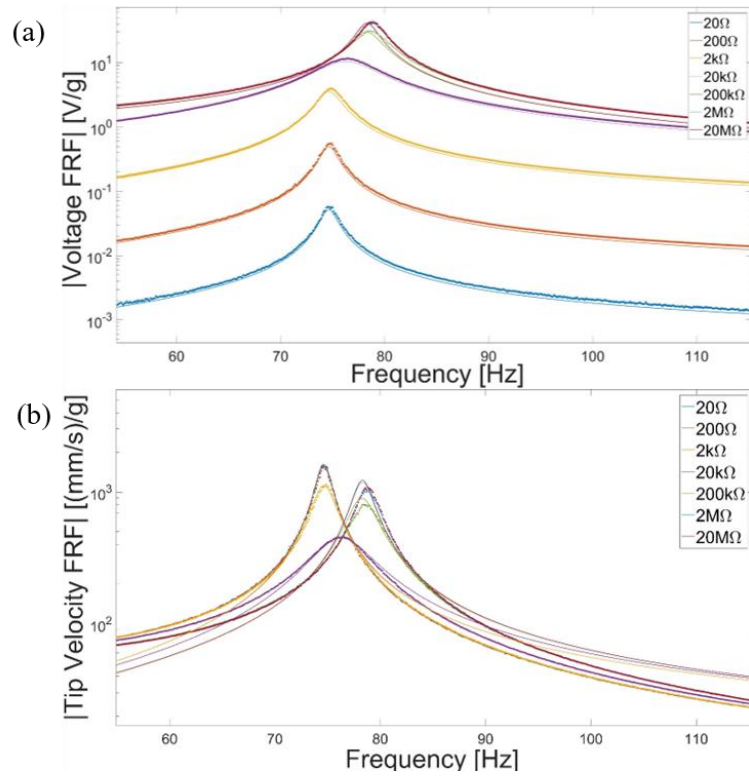 (a)
|Voltage FRF| [V/g]
10¹
10⁰
10⁻¹
10⁻²
10⁻³
60 70 80 90 100 110
Frequency [Hz]
20Ω
200Ω
2kΩ
20kΩ
200kΩ
2MΩ
20MΩ
(b)
|Tip Velocity FRF| [(mm/s)/g]
10³
10²
60 70 80 90 100 110
Frequency [Hz]
20Ω
200Ω
2kΩ
20kΩ
200kΩ
2MΩ
20MΩ